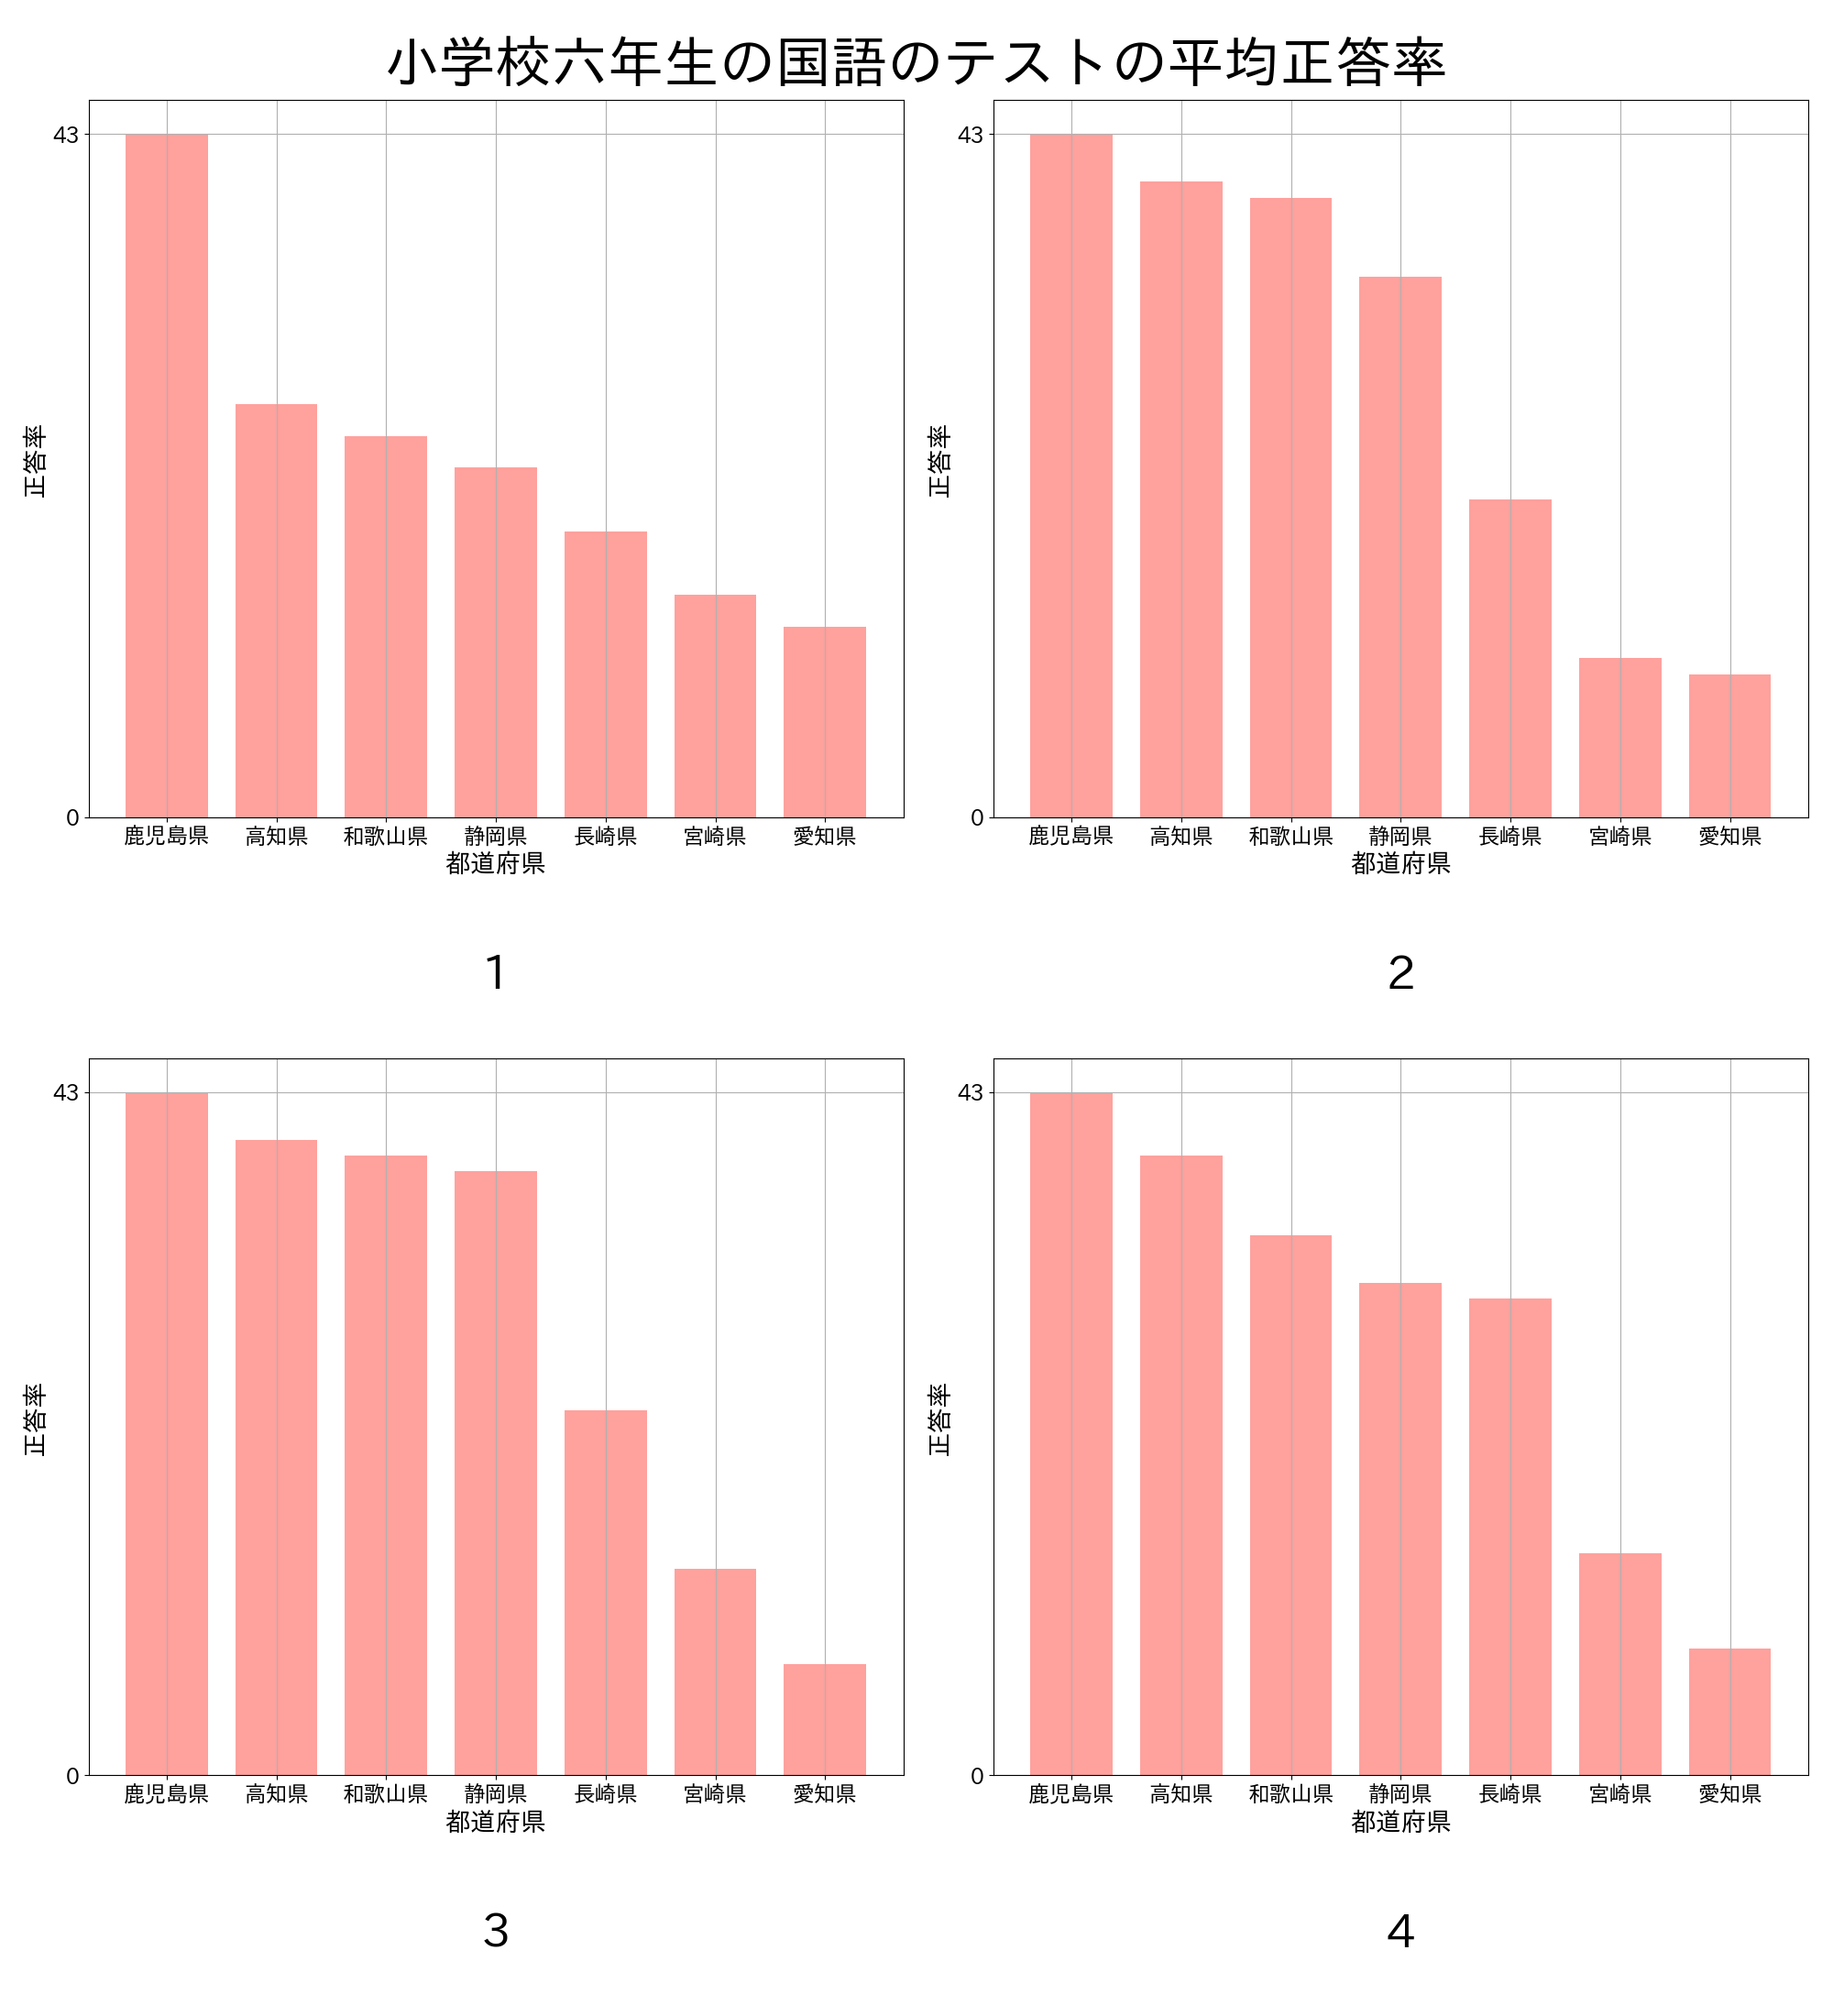 小学校六年生の国語のテストの平均正答率
43
0
正答率
鹿児島県 高知県 和歌山県 静岡県 長崎県 宮崎県 愛知県
都道府県
1
43
0
正答率
鹿児島県 高知県 和歌山県 静岡県 長崎県 宮崎県 愛知県
都道府県
2
43
0
正答率
鹿児島県 高知県 和歌山県 静岡県 長崎県 宮崎県 愛知県
都道府県
3
43
0
正答率
鹿児島県 高知県 和歌山県 静岡県 長崎県 宮崎県 愛知県
都道府県
4